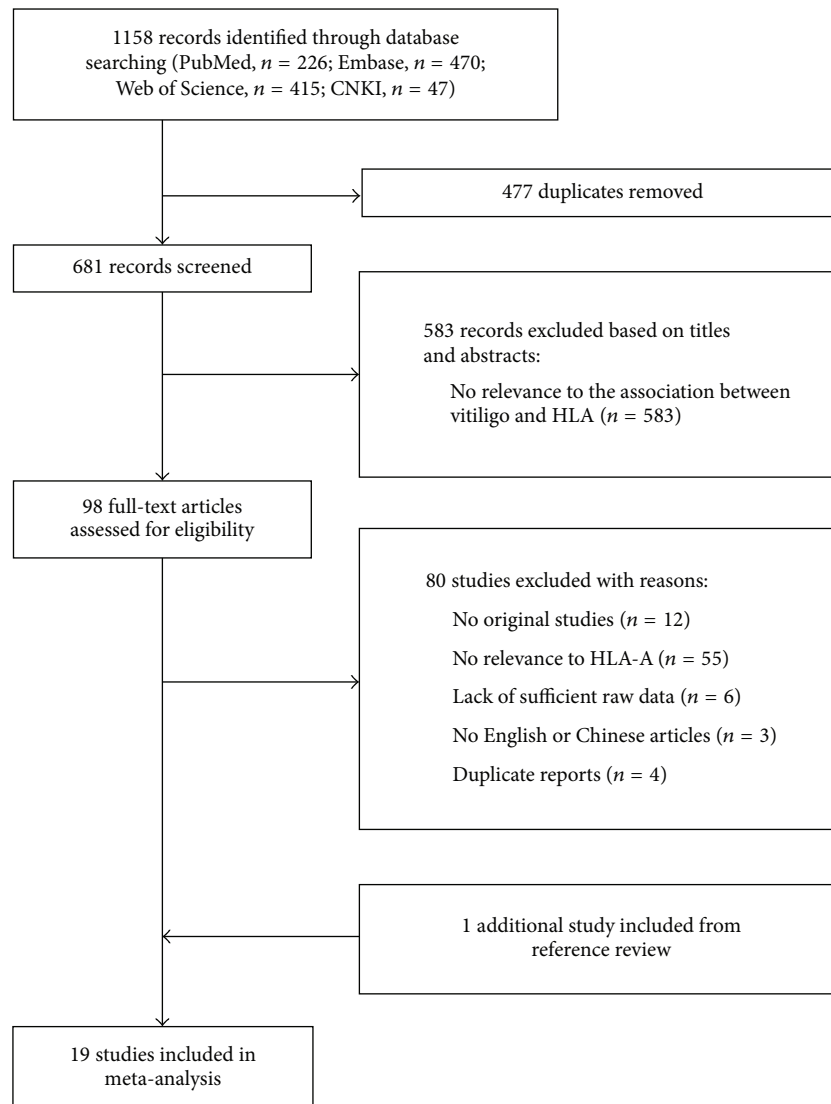 1158 records identified through database
searching (PubMed, n = 226; Embase, n = 470;
Web of Science, n = 415; CNKI, n = 47)
477 duplicates removed
681 records screened
583 records excluded based on titles
and abstracts:
No relevance to the association between
vitiligo and HLA (n = 583)
98 full-text articles
assessed for eligibility
80 studies excluded with reasons:
No original studies (n = 12)
No relevance to HLA-A (n = 55)
Lack of sufficient raw data (n = 6)
No English or Chinese articles (n = 3)
Duplicate reports (n = 4)
1 additional study included from
reference review
19 studies included in
meta-analysis